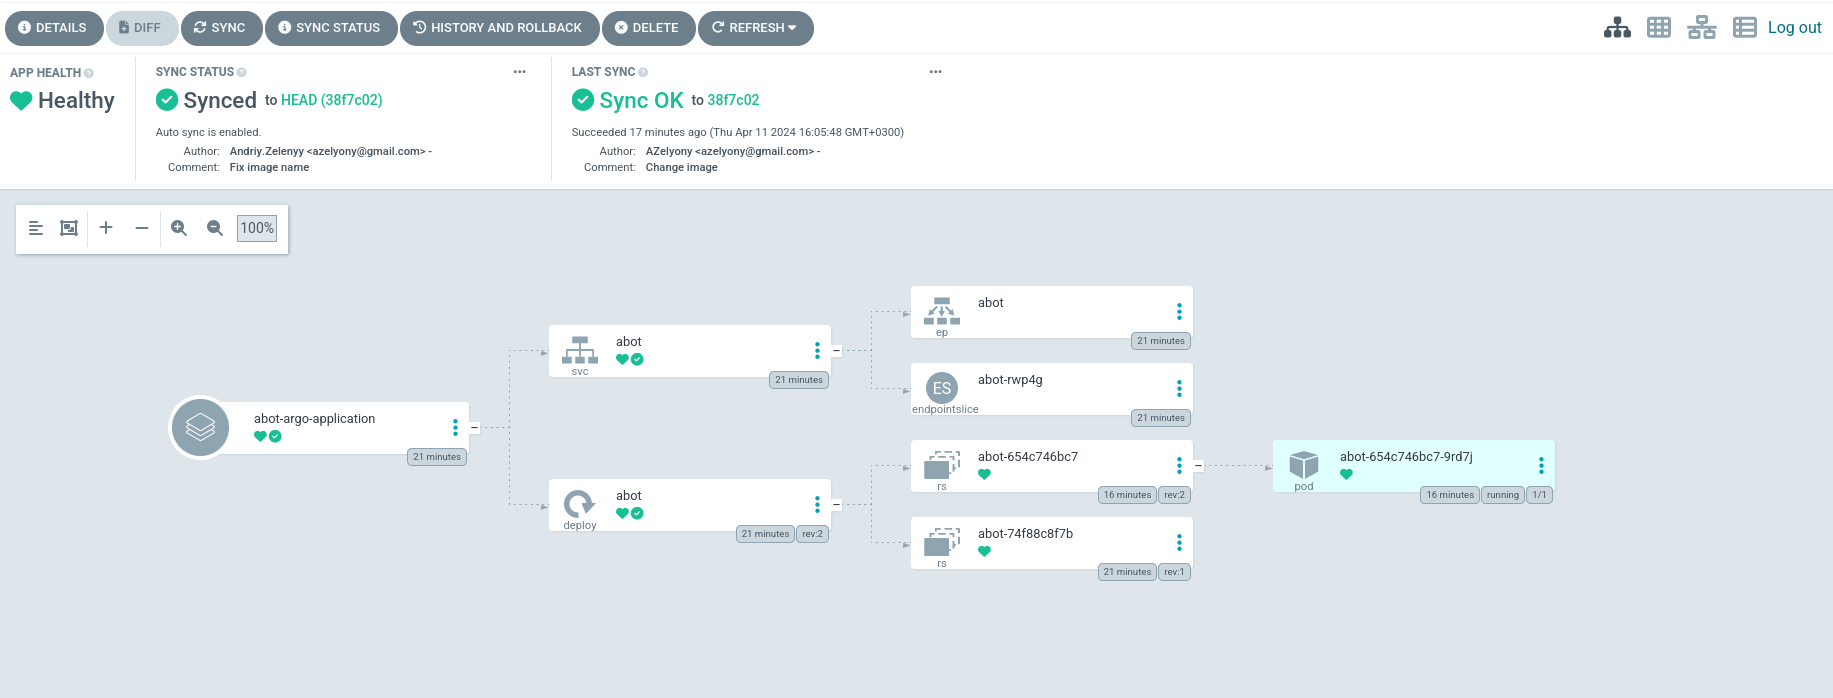 DETAILS DIFF SYNC SYNC STATUS HISTORY AND ROLLBACK DELETE REFRESH Log out
APP HEALTH
Healthy
SYNC STATUS
Synced to HEAD (38f7c02)
Auto sync is enabled.
Author: Andriy.Zelenyy <azelyony@gmail.com> -
Comment: Fix image name
LAST SYNC
Sync OK to 38f7c02
Succeeded 17 minutes ago (Thu Apr 11 2024 16:05:48 GMT+0300)
Author: AZelyony <azelyony@gmail.com> -
Comment: Change image
100%
abot-argo-application
21 minutes
abot
svc
21 minutes
abot
deploy
21 minutes rev:2
abot
ep
21 minutes
ES
abot-rwp4g
endpointslice
21 minutes
abot-654c746bc7
rs
16 minutes rev:2
abot-74f88c8f7b
rs
21 minutes rev:1
abot-654c746bc7-9rd7j
pod
16 minutes running 1/1